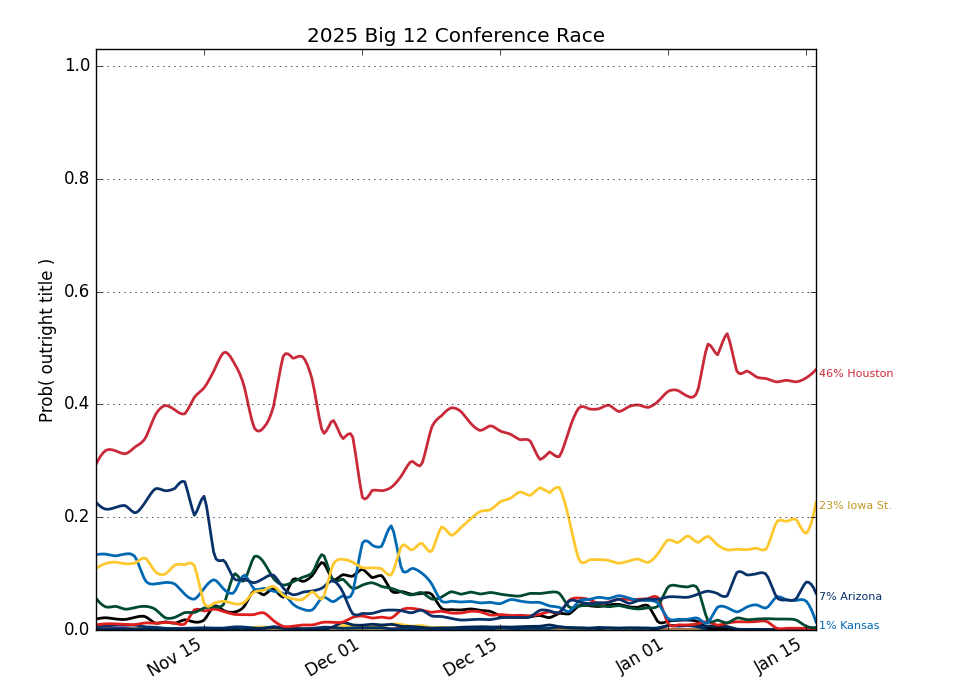 2025 Big 12 Conference Race
Prob( outright title )
1.0
0.8
0.6
0.4
0.2
0.0
46% Houston
23% Iowa St.
7% Arizona
1% Kansas
Nov 15
Dec 01
Dec 15
Jan 01
Jan 15